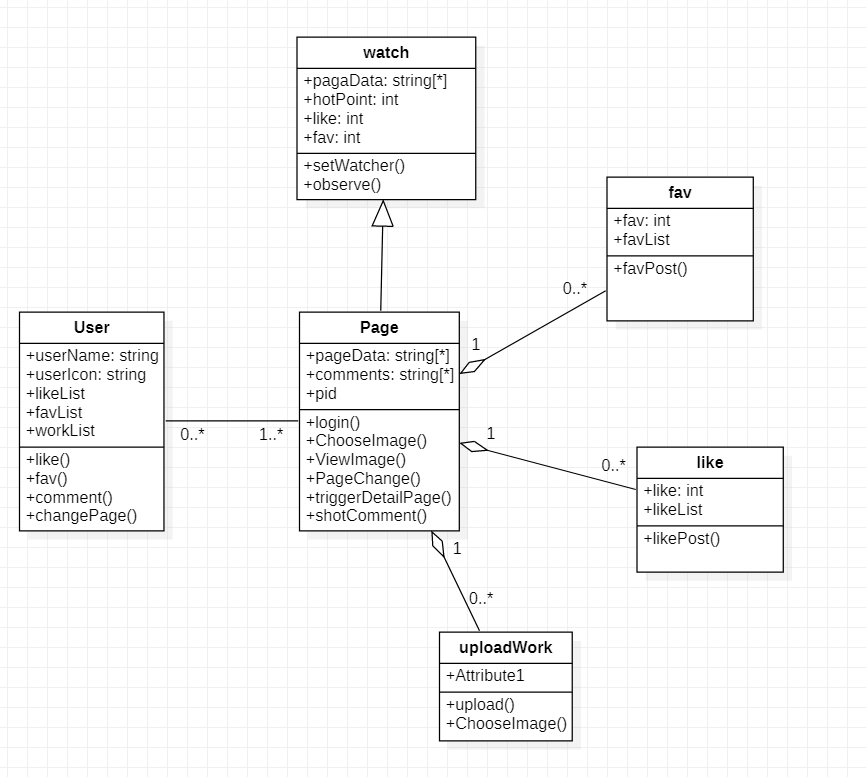 watch
+pagaData: string[*]
+hotPoint: int
+like: int
+fav: int
+setWatcher()
+observe()
fav
+fav: int
+favList
+favPost()
0..*
1
User
+userName: string
+userIcon: string
+likeList
+favList
+workList
+like()
+fav()
+comment()
+changePage()
0..*
1..*
Page
+pageData: string[*]
+comments: string[*]
+pid
+login()
+ChooseImage()
+ViewImage()
+PageChange()
+triggerDetailPage()
+shotComment()
1
0..*
like
+like: int
+likeList
+likePost()
1
0..*
uploadWork
+Attribute1
+upload()
+ChooseImage()